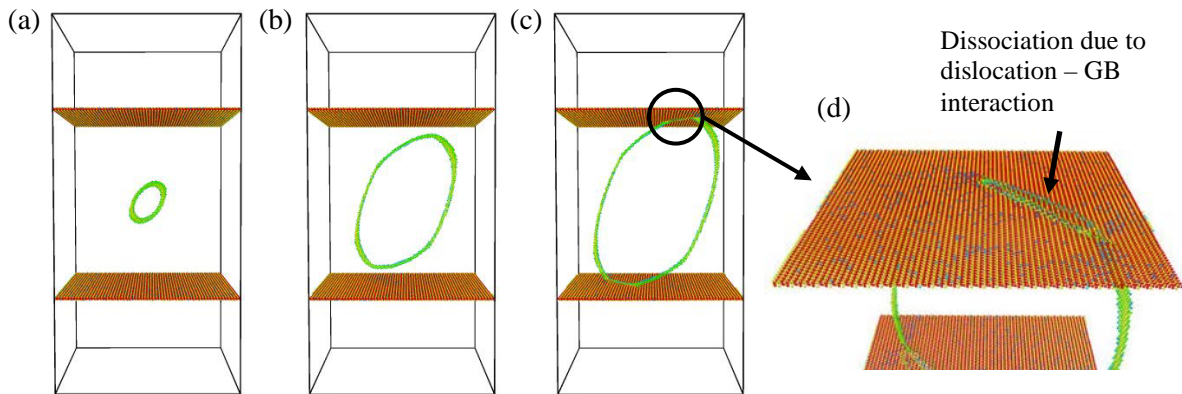 (a)
(b)
(c)
Dissociation due to
dislocation – GB
interaction
(d)